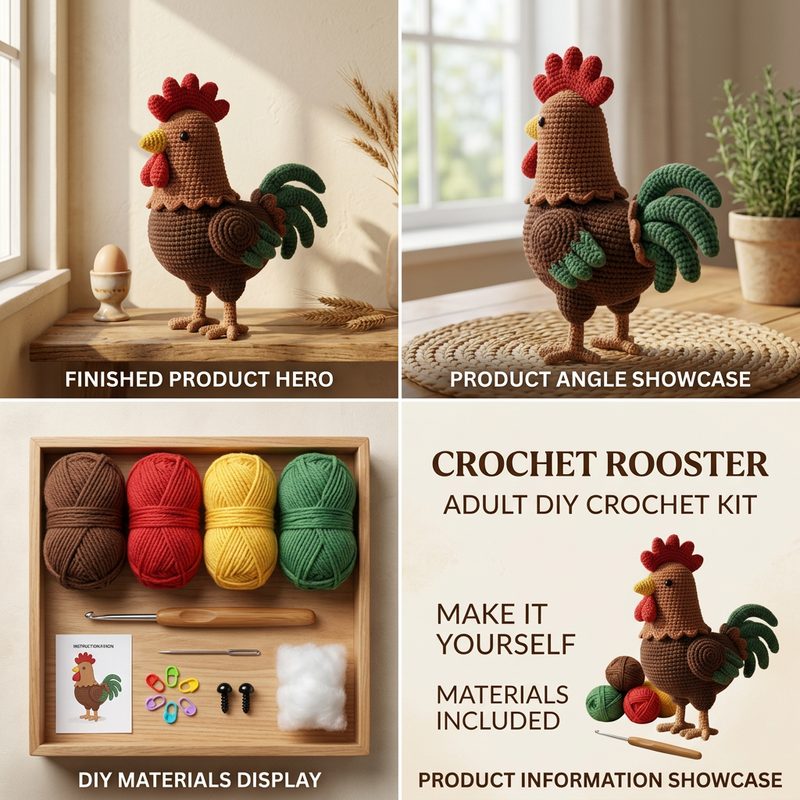 FINISHED PRODUCT HERO
PRODUCT ANGLE SHOWCASE
INSTRUCTIONASION
DIY MATERIALS DISPLAY
CROCHET ROOSTER
ADULT DIY CROCHET KIT
MAKE IT
YOURSELF
MATERIALS
INCLUDED
PRODUCT INFORMATION SHOWCASE